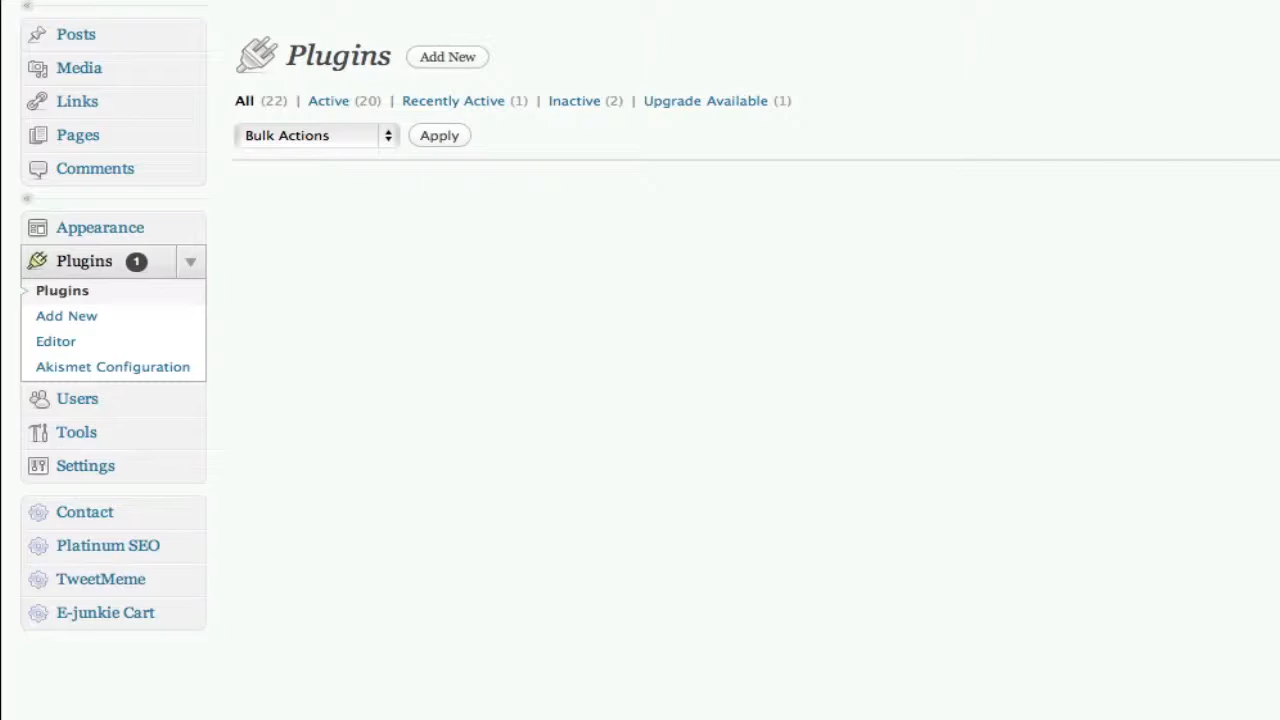 Posts
Media
Links
Pages
Comments
Appearance
Plugins 1
Plugins
Add New
Editor
Akismet Configuration
Users
Tools
Settings
Contact
Platinum SEO
TweetMeme
E-junkie Cart
Plugins Add New
All (22) | Active (20) | Recently Active (1) | Inactive (2) | Upgrade Available (1)
Bulk Actions Apply